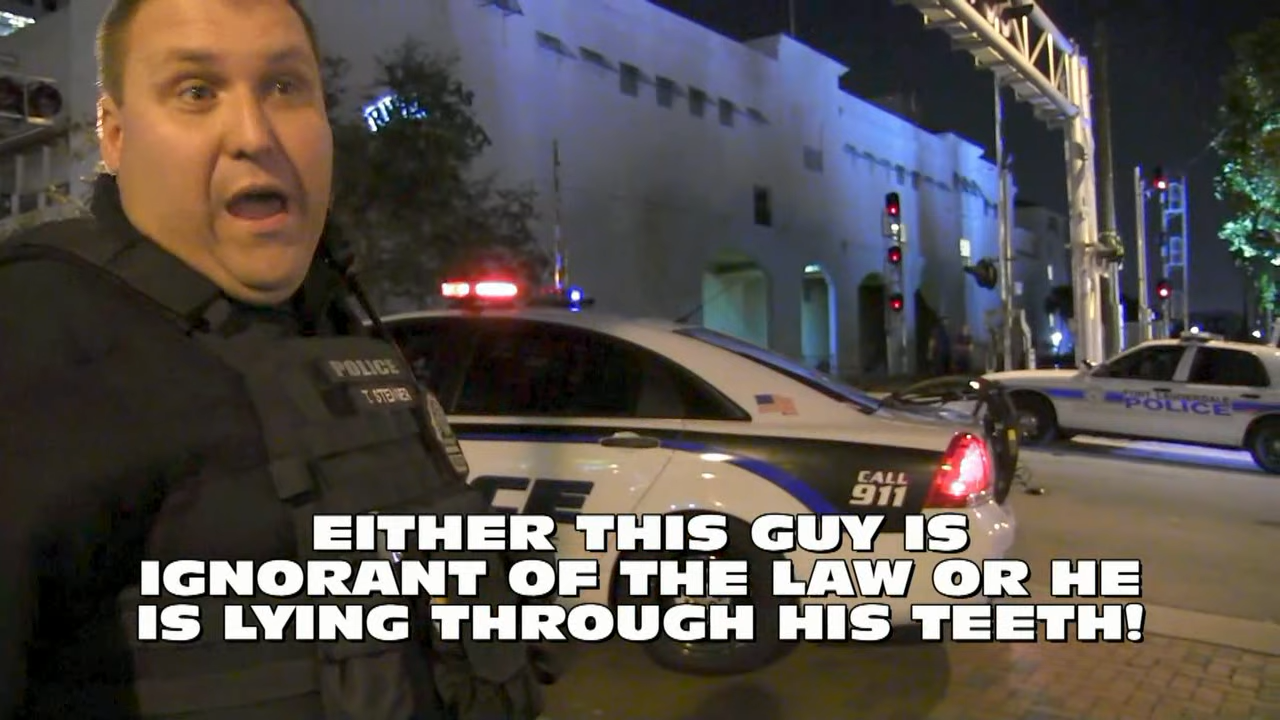 POLICE
T. STEINER
CALL
911
POLICE
EITHER THIS GUY IS
IGNORANT OF THE LAW OR HE
IS LYING THROUGH HIS TEETH!